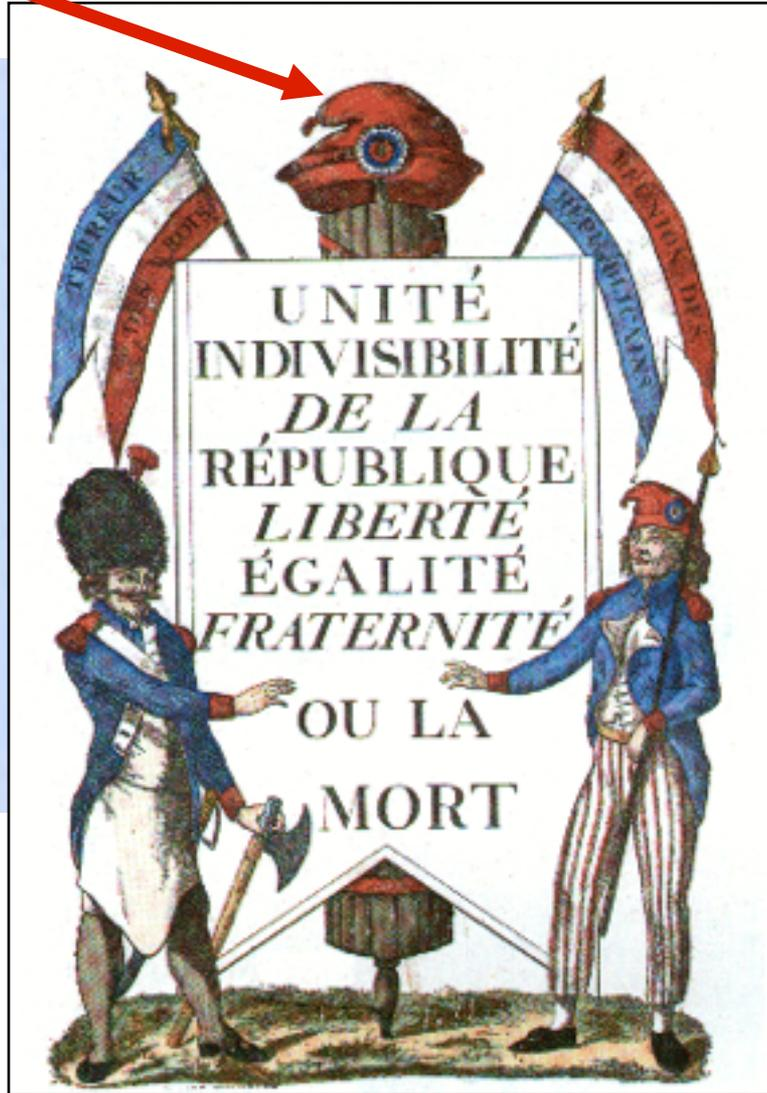 TERREUR
DES ROIS
RÉUNION DES
RÉPUBLICAINS
UNITÉ
INDIVISIBILITÉ
DE LA
RÉPUBLIQUE
LIBERTÉ
ÉGALITÉ
FRATERNITÉ
OU LA
MORT